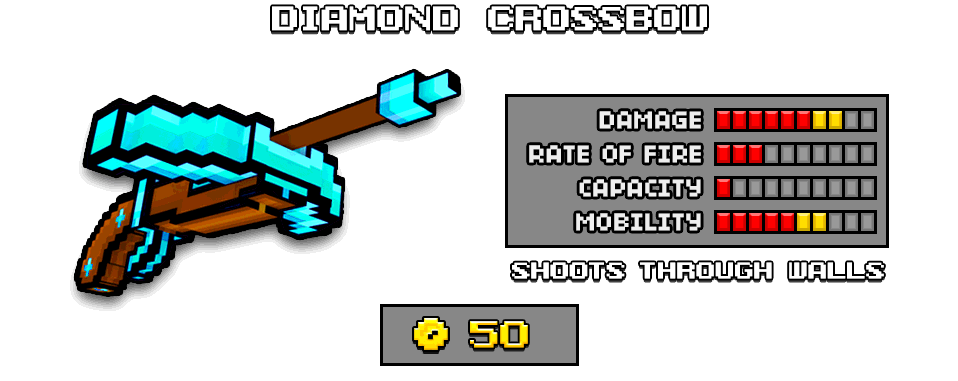 DIAMOND CROSSBOW
DAMAGE
RATE OF FIRE
CAPACITY
MOBILITY
SHOOTS THROUGH WALLS
50